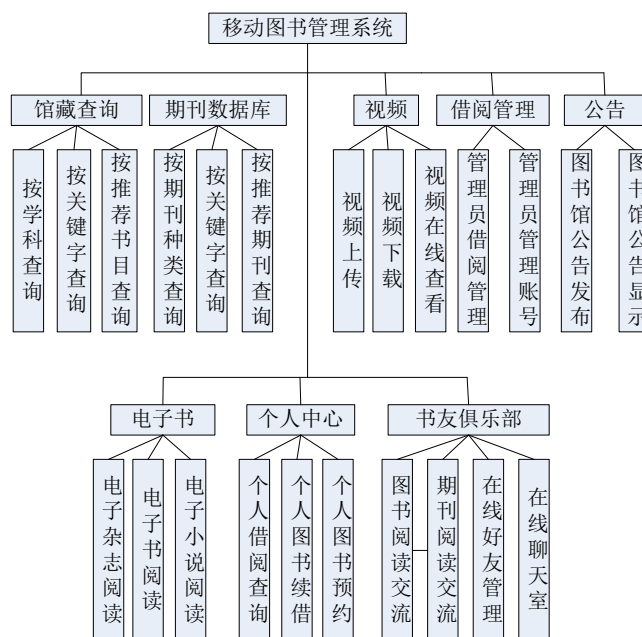 移动图书管理系统
馆藏查询
期刊数据库
视频
借阅管理
公告
按学科查询
按关键字查询
按推荐书目查询
按期刊种类查询
按关键字查询
按推荐期刊查询
视频上传
视频下载
视频在线查看
管理员借阅管理
管理员管理账号
图书馆公告发布
图书馆公告显示
电子书
个人中心
书友俱乐部
电子杂志阅读
电子书阅读
电子小说阅读
个人借阅查询
个人图书续借
个人图书预约
图书阅读交流
期刊阅读交流
在线好友管理
在线聊天室